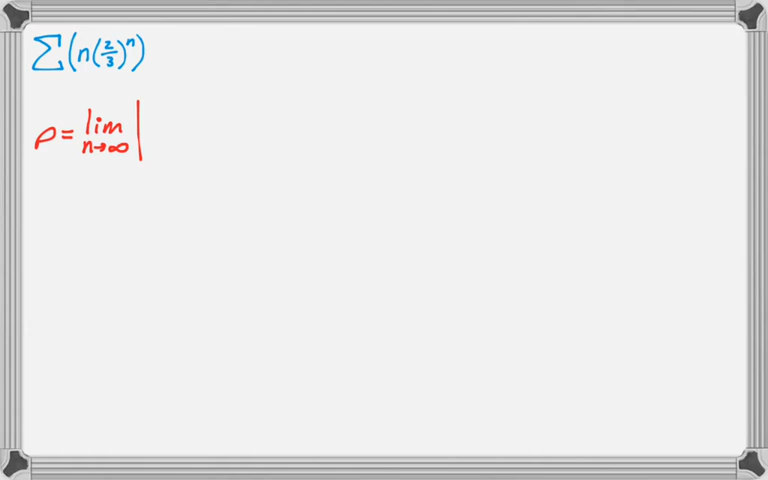 ∑(n(2/3)ⁿ)
ρ = lim n→∞ |